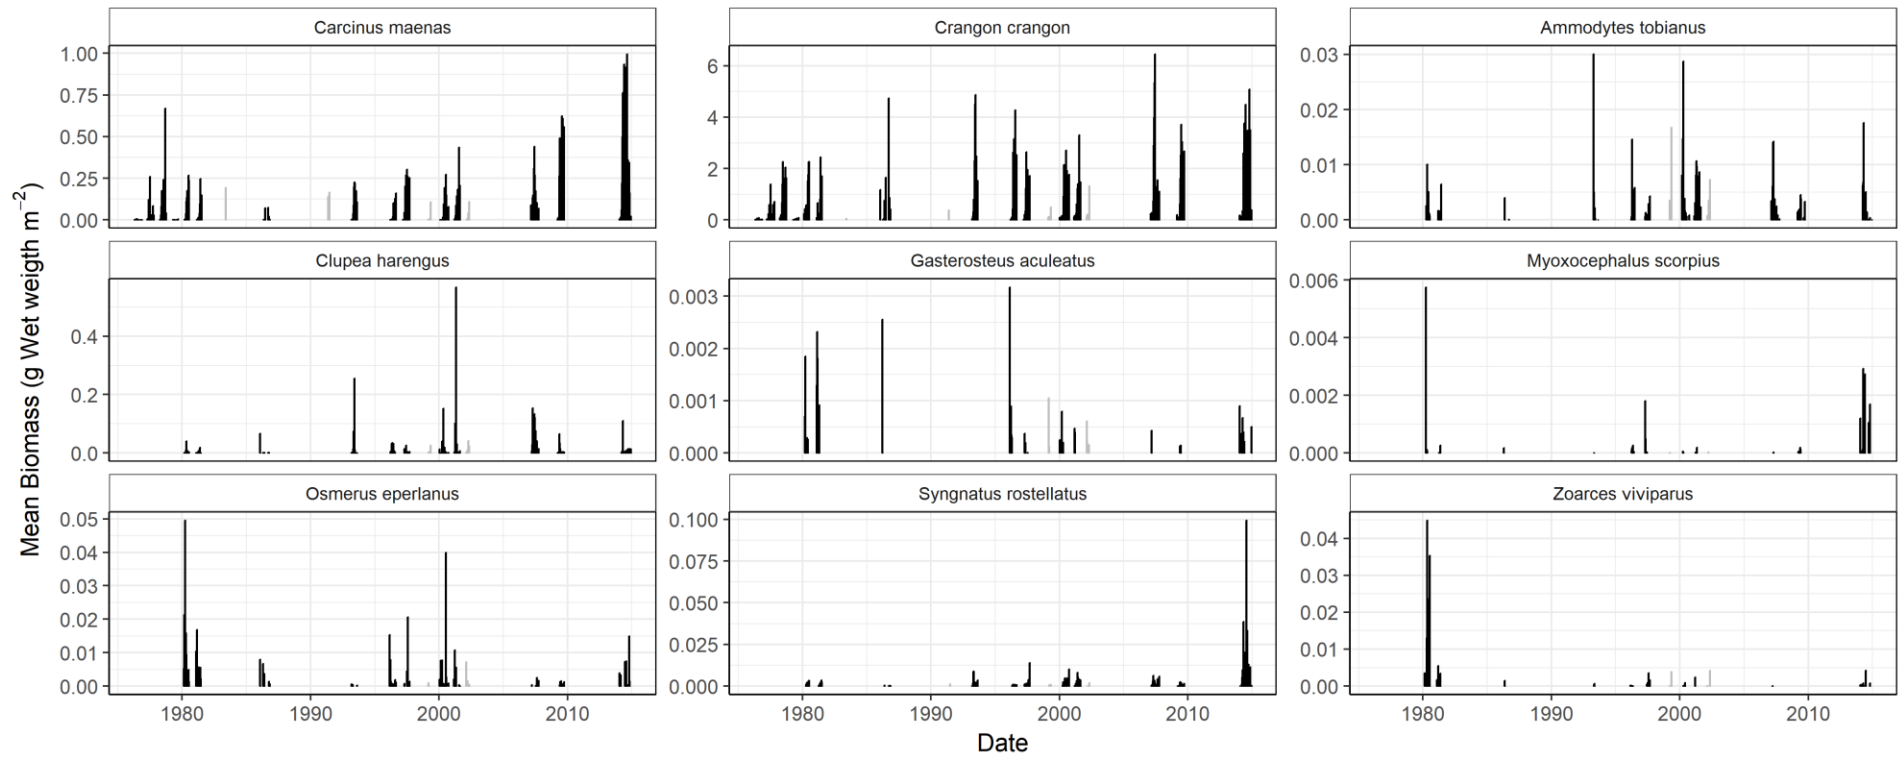 Carcinus maenas
Crangon crangon
Ammodytes tobianus
1.00
0.75
0.50
0.25
0.00
6
4
2
0
0.03
0.02
0.01
0.00
Clupea harengus
Gasterosteus aculeatus
Myoxocephalus scorpius
0.4
0.2
0.0
0.003
0.002
0.001
0.000
0.006
0.004
0.002
0.000
Osmerus eperlanus
Syngnatus rostellatus
Zoarces viviparus
0.05
0.04
0.03
0.02
0.01
0.00
0.100
0.075
0.050
0.025
0.000
0.04
0.03
0.02
0.01
0.00
1980 1990 2000 2010
1980 1990 2000 2010
1980 1990 2000 2010
Date
Mean Biomass (g Wet weigth m⁻²)